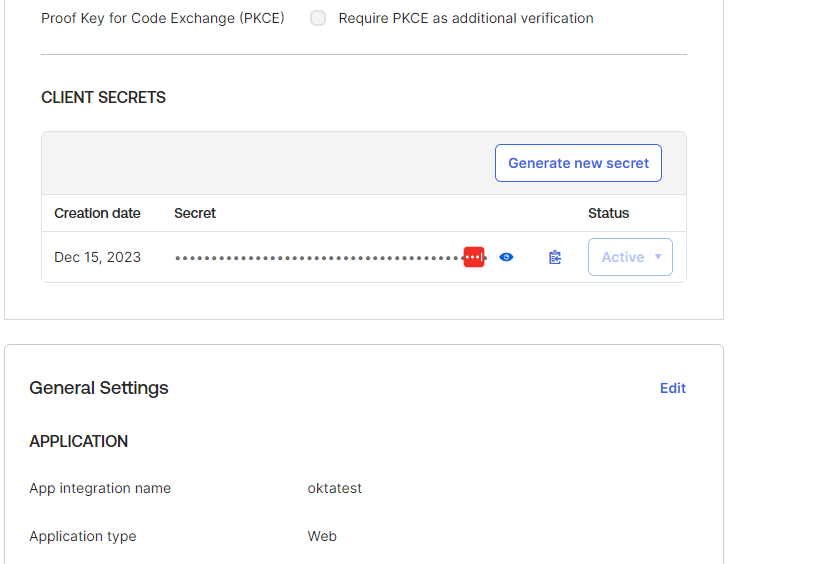 Proof Key for Code Exchange (PKCE) Require PKCE as additional verification
CLIENT SECRETS
Generate new secret
Creation date Secret Status
Dec 15, 2023 Active
General Settings Edit
APPLICATION
App integration name oktatest
Application type Web